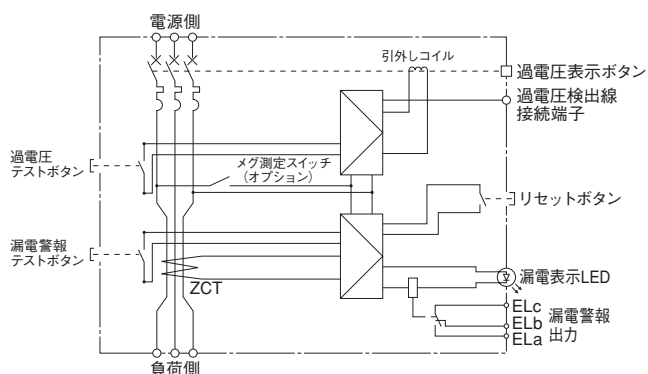 電源側
引外しコイル
過電圧表示ボタン
過電圧検出線
接続端子
過電圧
テストボタン
メグ測定スイッチ
(オプション)
リセットボタン
漏電警報
テストボタン
ZCT
漏電表示LED
ELc
ELb
ELa
漏電警報
出力
負荷側